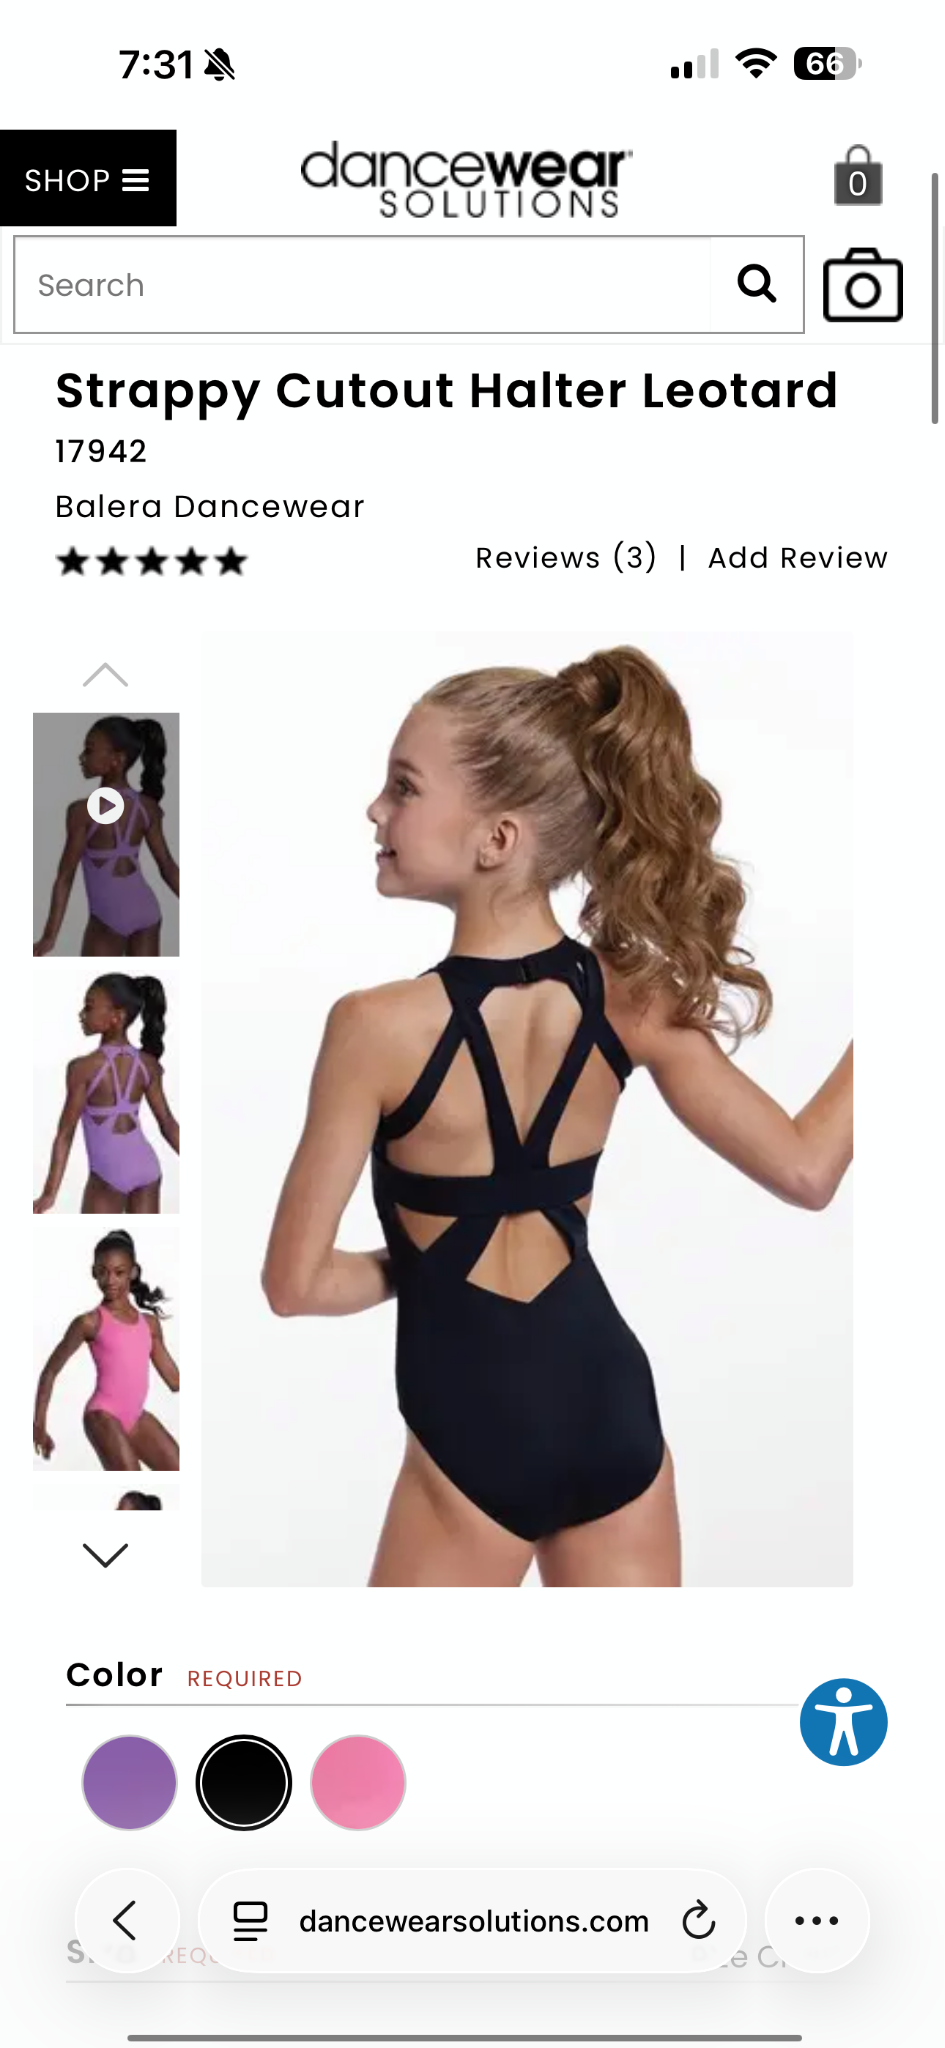 7:31
66
SHOP
dancewear
SOLUTIONS
0
Search
Strappy Cutout Halter Leotard
17942
Balera Dancewear
Reviews (3) | Add Review
Color REQUIRED
dancewearsolutions.com